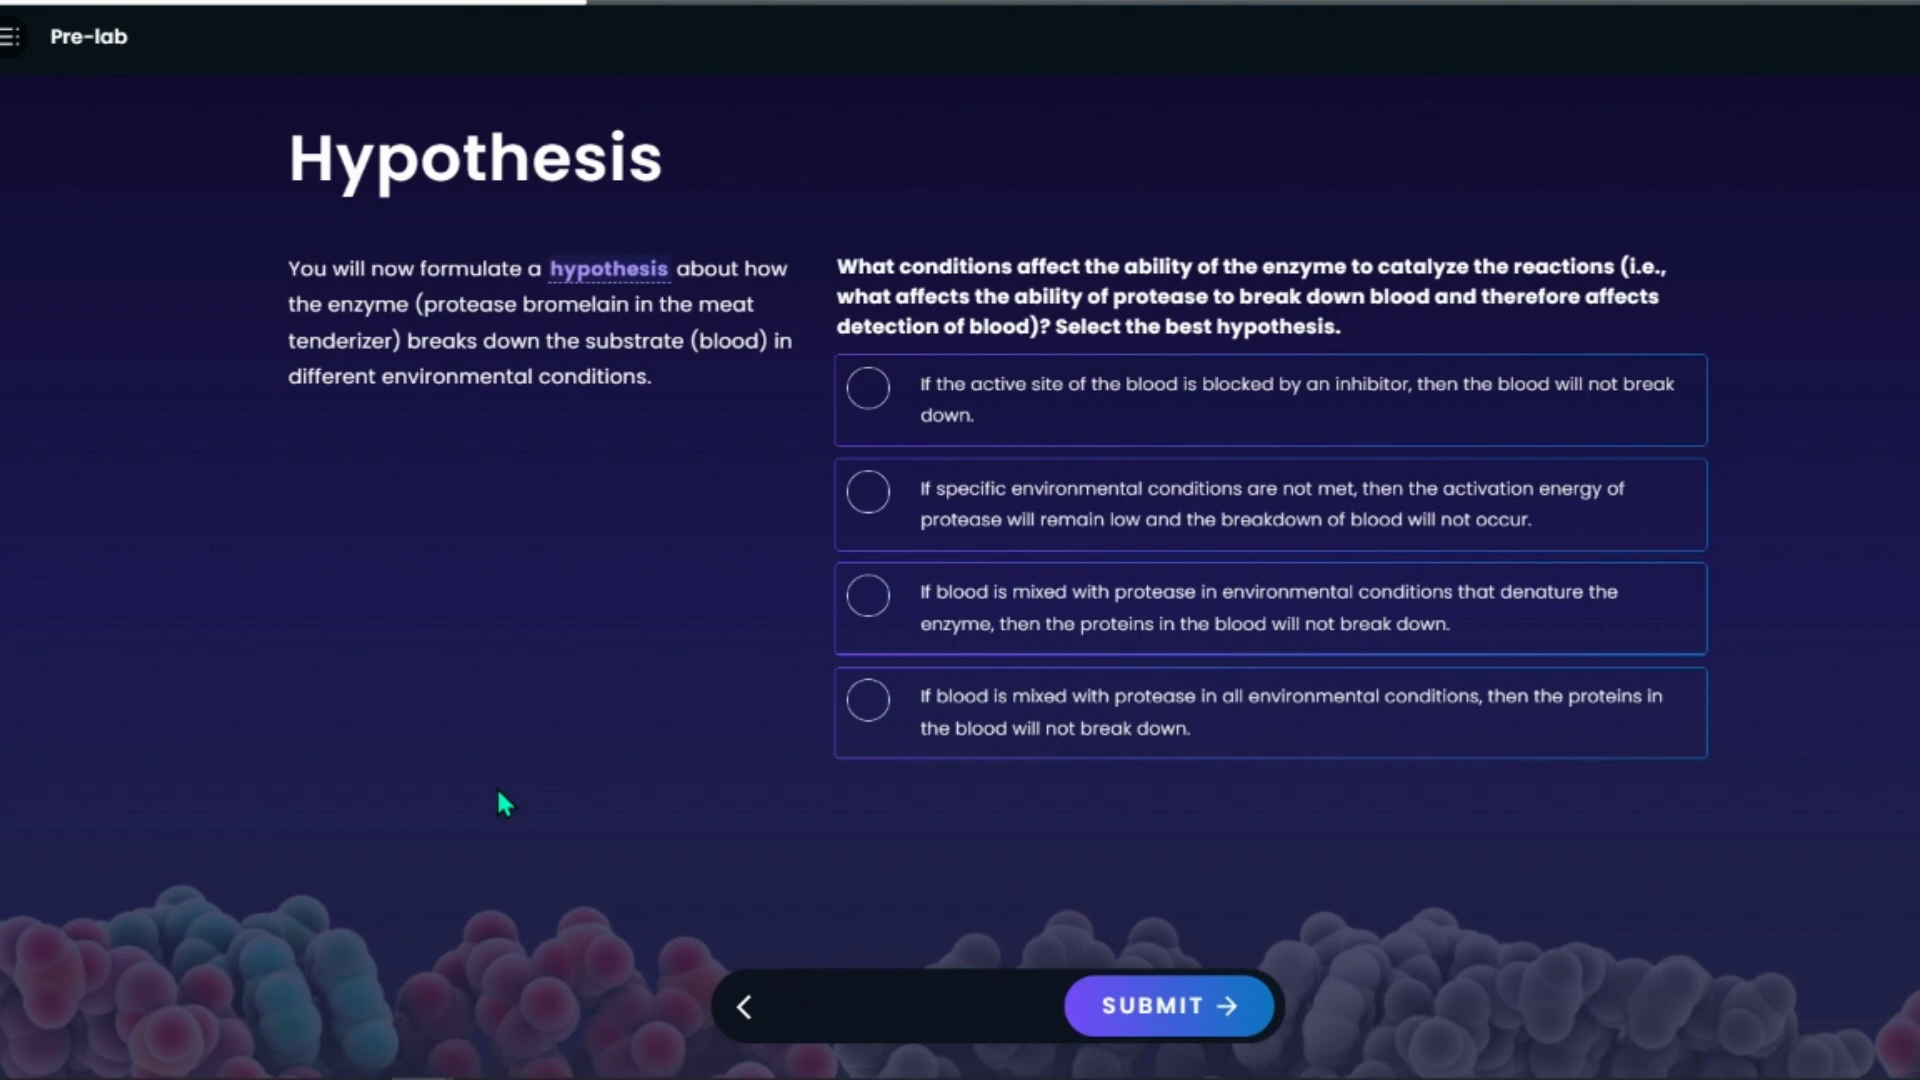 Pre-lab
Hypothesis
You will now formulate a hypothesis about how
the enzyme (protease bromelain in the meat
tenderizer) breaks down the substrate (blood) in
different environmental conditions.
What conditions affect the ability of the enzyme to catalyze the reactions (i.e.,
what affects the ability of protease to break down blood and therefore affects
detection of blood)? Select the best hypothesis.
If the active site of the blood is blocked by an inhibitor, then the blood will not break
down.
If specific environmental conditions are not met, then the activation energy of
protease will remain low and the breakdown of blood will not occur.
If blood is mixed with protease in environmental conditions that denature the
enzyme, then the proteins in the blood will not break down.
If blood is mixed with protease in all environmental conditions, then the proteins in
the blood will not break down.
SUBMIT